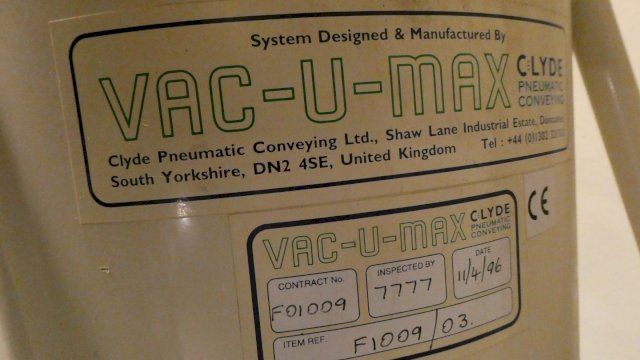 System Designed & Manufactured By
VAC-U-MAX CLYDE
PNEUMATIC
CONVEYING
Clyde Pneumatic Conveying Ltd., Shaw Lane Industrial Estate, Doncaster
South Yorkshire, DN2 4SE, United Kingdom Tel : +44 (0)1302
VAC-U-MAX CLYDE
PNEUMATIC
CONVEYING
CE
CONTRACT No. INSPECTED BY DATE
F01009 7777 11/4/96
ITEM REF. F1009/03.